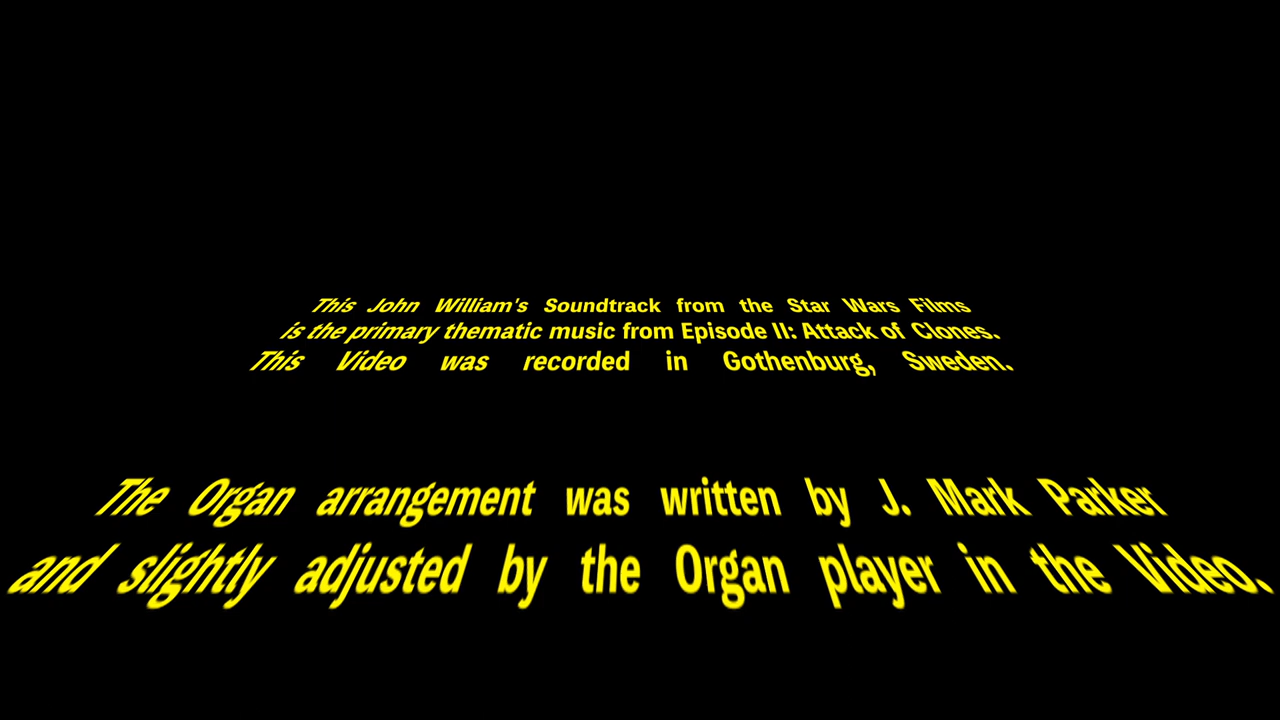 This John William's Soundtrack from the Star Wars Films
is the primary thematic music from Episode II: Attack of Clones.
This Video was recorded in Gothenburg, Sweden.
The Organ arrangement was written by J. Mark Parker
and slightly adjusted by the Organ player in the Video.